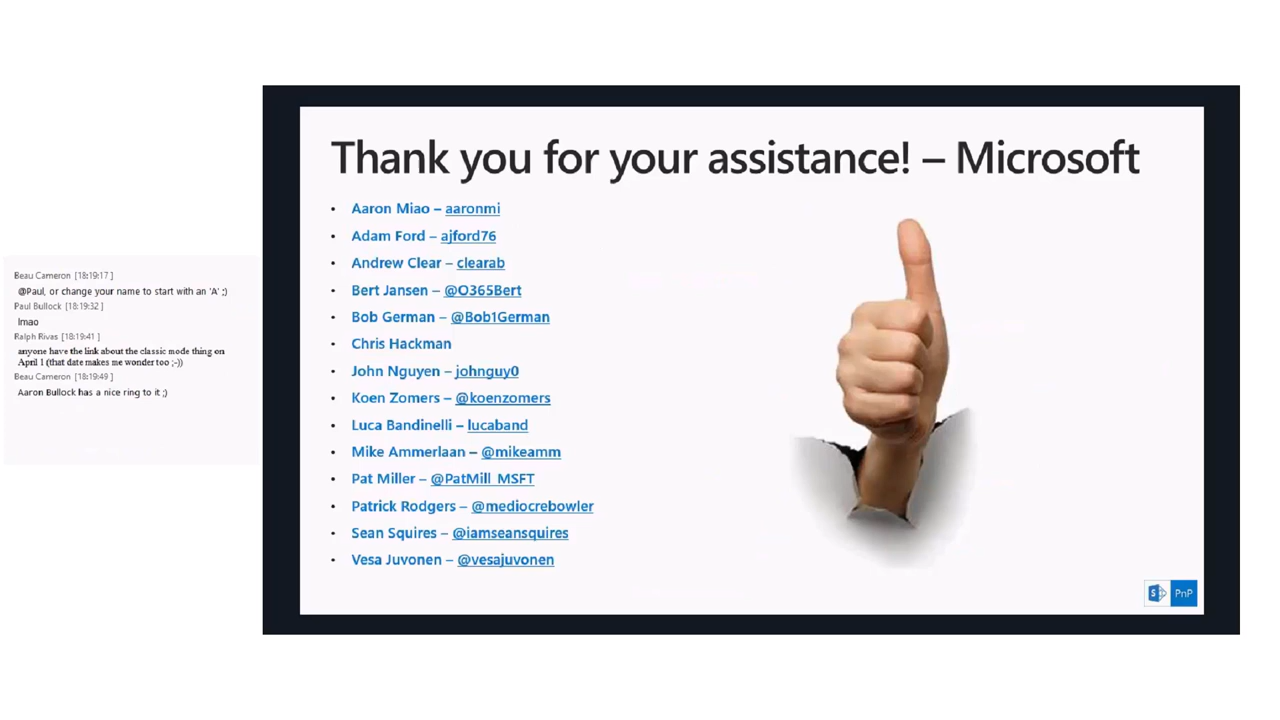 Beau Cameron [18:19:17 ]
@Paul, or change your name to start with an 'A' ;)
Paul Bullock [18:19:32 ]
lmao
Ralph Rivas [18:19:41 ]
anyone have the link about the classic mode thing on
April 1 (that date makes me wonder too ;-))
Beau Cameron [18:19:49 ]
Aaron Bullock has a nice ring to it ;)
Thank you for your assistance! – Microsoft
• Aaron Miao – aaronmi
• Adam Ford – ajford76
• Andrew Clear – clearab
• Bert Jansen – @O365Bert
• Bob German – @Bob1German
• Chris Hackman
• John Nguyen – johnguy0
• Koen Zomers – @koenzomers
• Luca Bandinelli – lucaband
• Mike Ammerlaan – @mikeamm
• Pat Miller – @PatMill_MSFT
• Patrick Rodgers – @mediocrebowler
• Sean Squires – @iamseansquires
• Vesa Juvonen – @vesajuvonen
S PnP